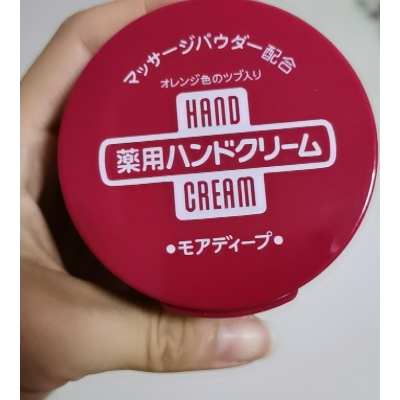 マッサージパウダー配合
オレンジ色のツブ入り
HAND
薬用ハンドクリーム
CREAM
•モアディープ•